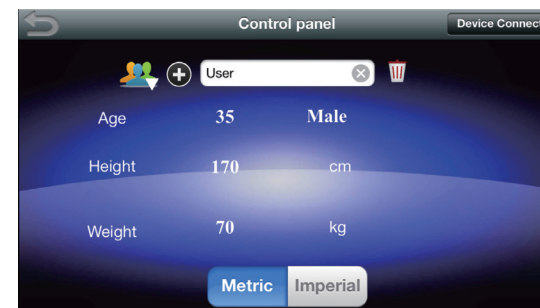 Control panel
Device Connect
User
Age 35 Male
Height 170 cm
Weight 70 kg
Metric Imperial